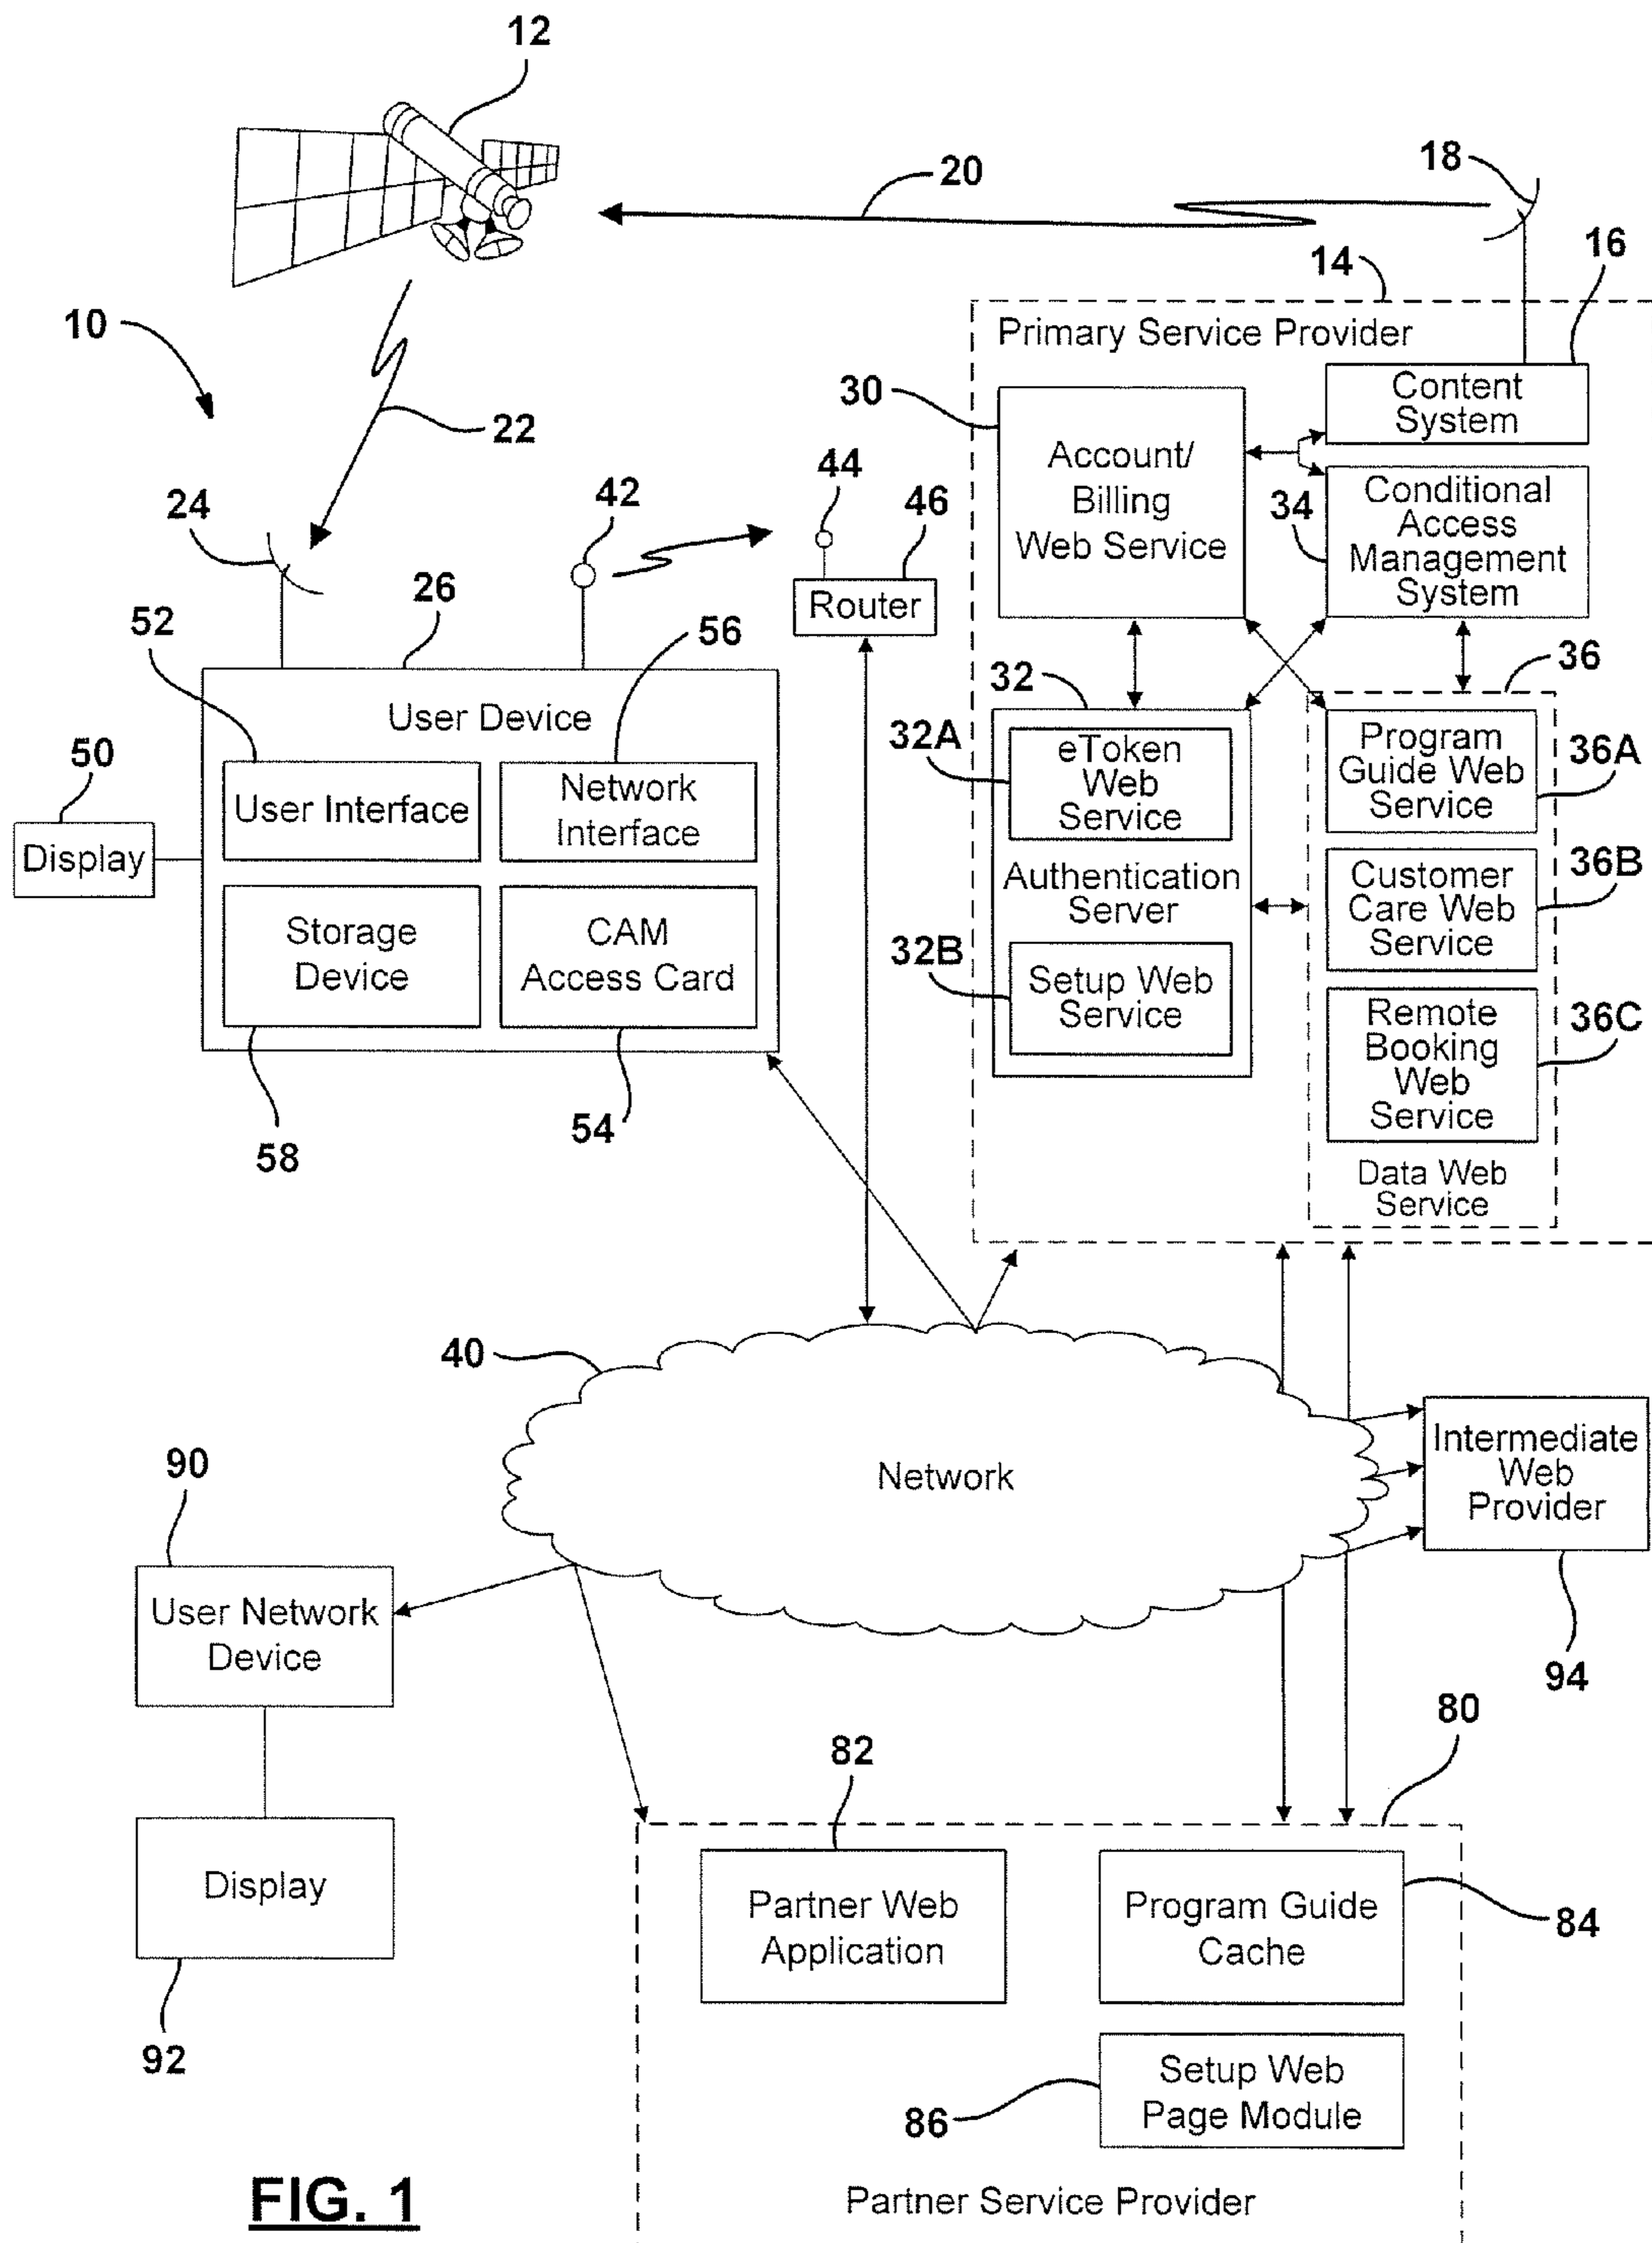 12
20
18
16
14
10
Primary Service Provider
30
Content
System
22
Account/
Billing
Web Service
44
46
34
Conditional
Access
Management
System
24
42
Router
52
26
56
32
36
User Device
50
User Interface
Network
Interface
Display
Storage
Device
CAM
Access Card
58
54
32A
eToken
Web
Service
Authentication
Server
32B
Setup Web
Service
Program
Guide Web
Service
36A
Customer
Care Web
Service
36B
Remote
Booking
Web
Service
36C
Data Web
Service
40
Network
Intermediate
Web
Provider
94
90
User Network
Device
Display
92
80
82
Partner Web
Application
Program Guide
Cache
84
Setup Web
Page Module
86
Partner Service Provider
FIG. 1